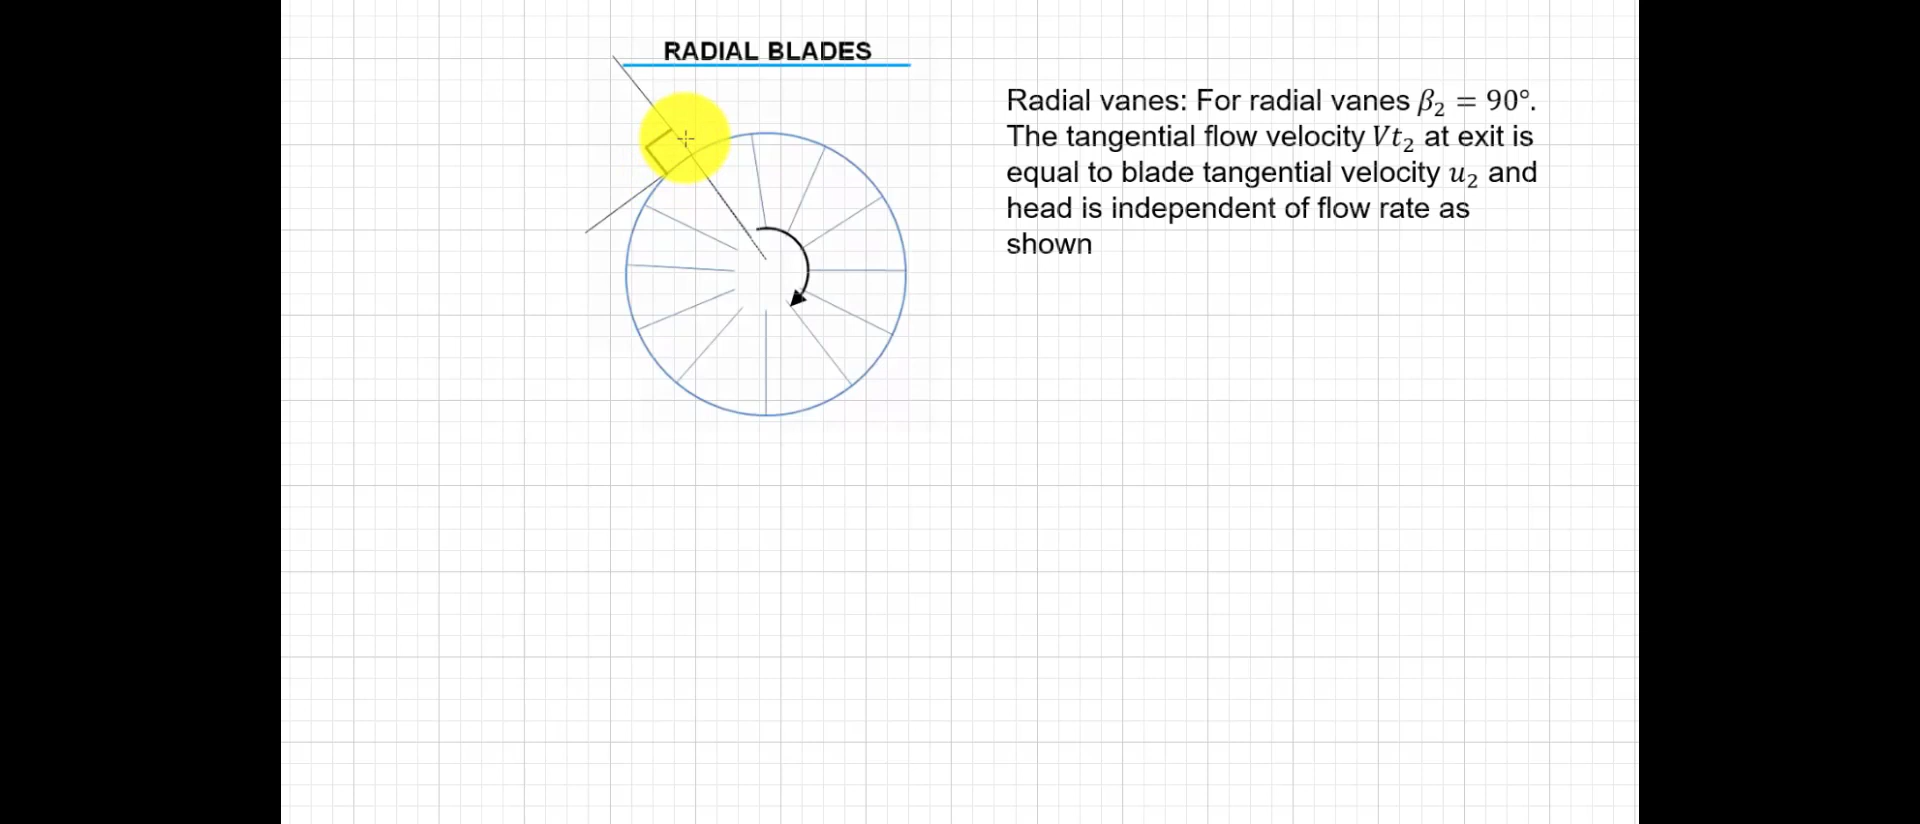 RADIAL BLADES
Radial vanes: For radial vanes 𝛽₂ = 90°.
The tangential flow velocity 𝑉𝑡₂ at exit is
equal to blade tangential velocity 𝑢₂ and
head is independent of flow rate as
shown